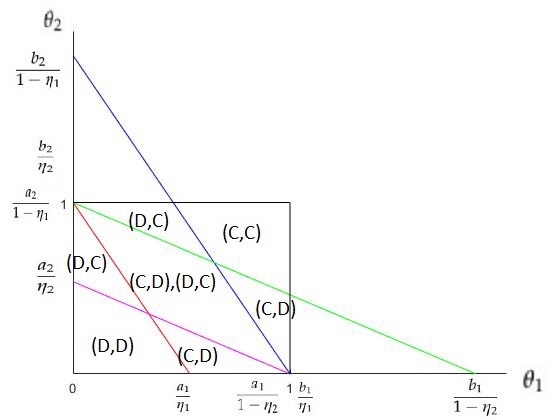 θ₂
b₂/(1 − η₁)
b₂/η₂
a₂/(1 − η₁) 1
(D,C) (C,C)
(D,C)
a₂/η₂ (C,D),(D,C)
(C,D)
(D,D) (C,D)
0 a₁/η₁ a₁/(1 − η₂) 1 b₁/η₁ b₁/(1 − η₂) θ₁